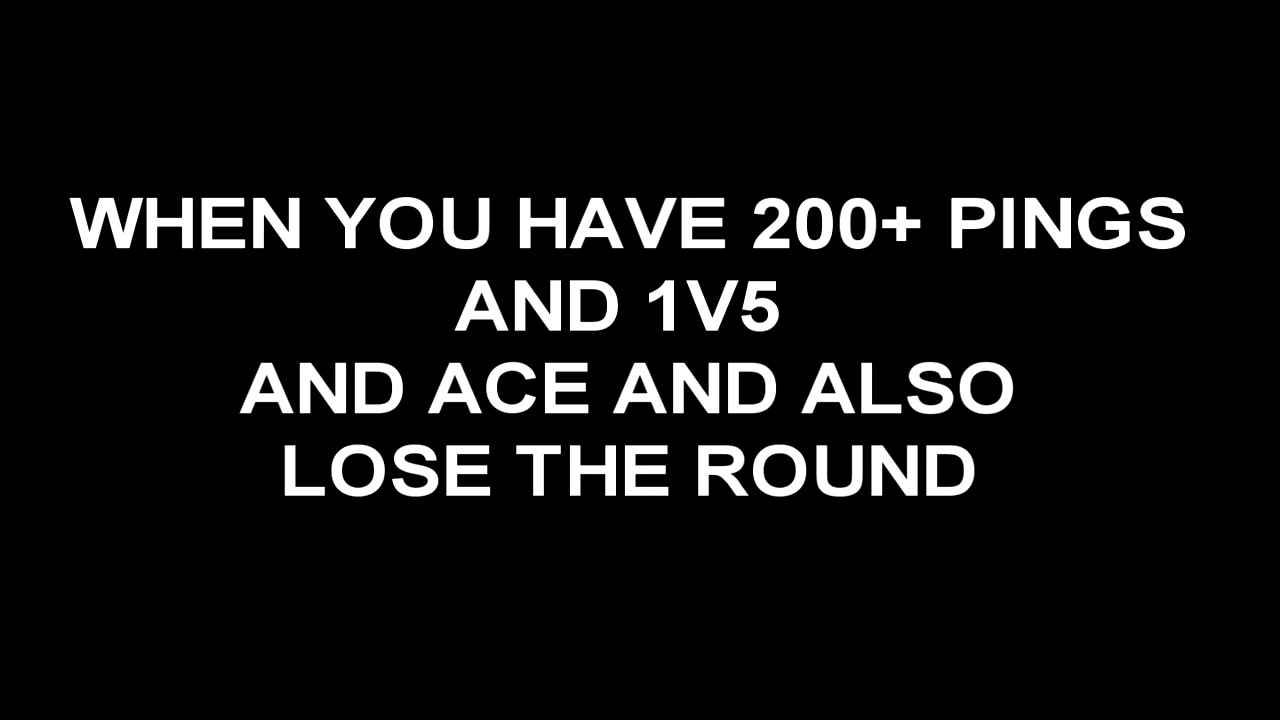 WHEN YOU HAVE 200+ PINGS
AND 1V5
AND ACE AND ALSO
LOSE THE ROUND